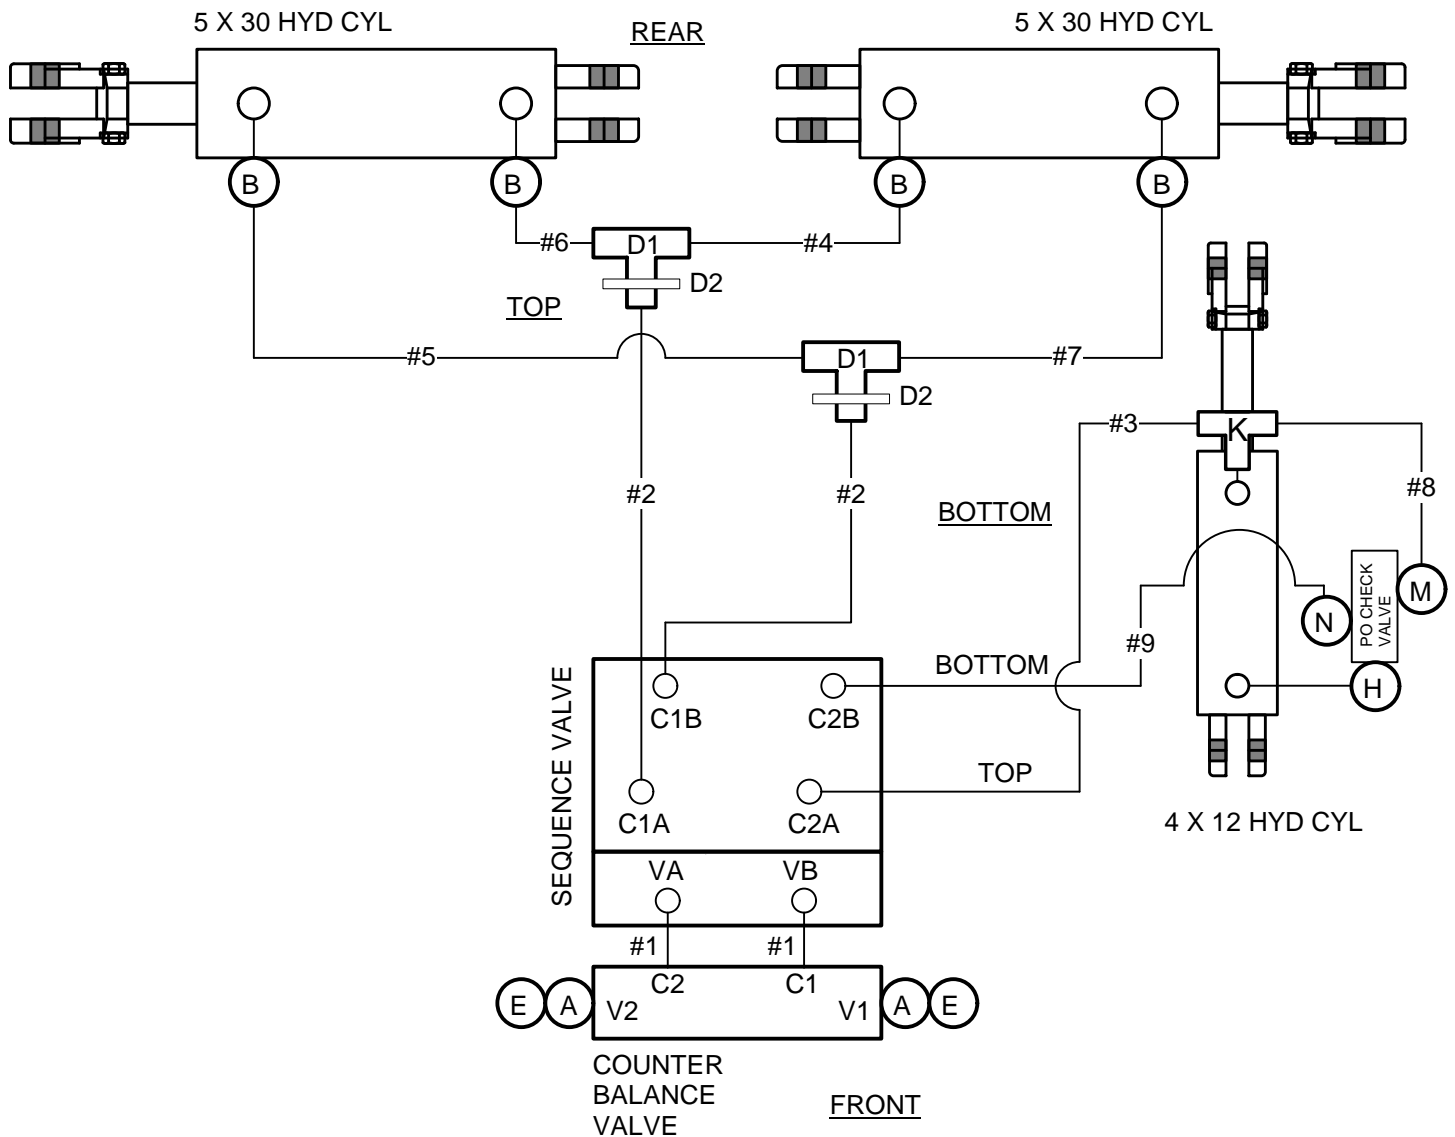 5 X 30 HYD CYL
REAR
5 X 30 HYD CYL
B
B
B
B
#6
D1
#4
D2
TOP
#5
D1
#7
D2
#3
K
#2
#2
#8
BOTTOM
PO CHECK
VALVE
M
N
#9
BOTTOM
H
C1B
C2B
SEQUENCE VALVE
TOP
C1A
C2A
4 X 12 HYD CYL
VA
VB
#1
#1
C2
C1
E
A
V2
V1
A
E
COUNTER
BALANCE
VALVE
FRONT